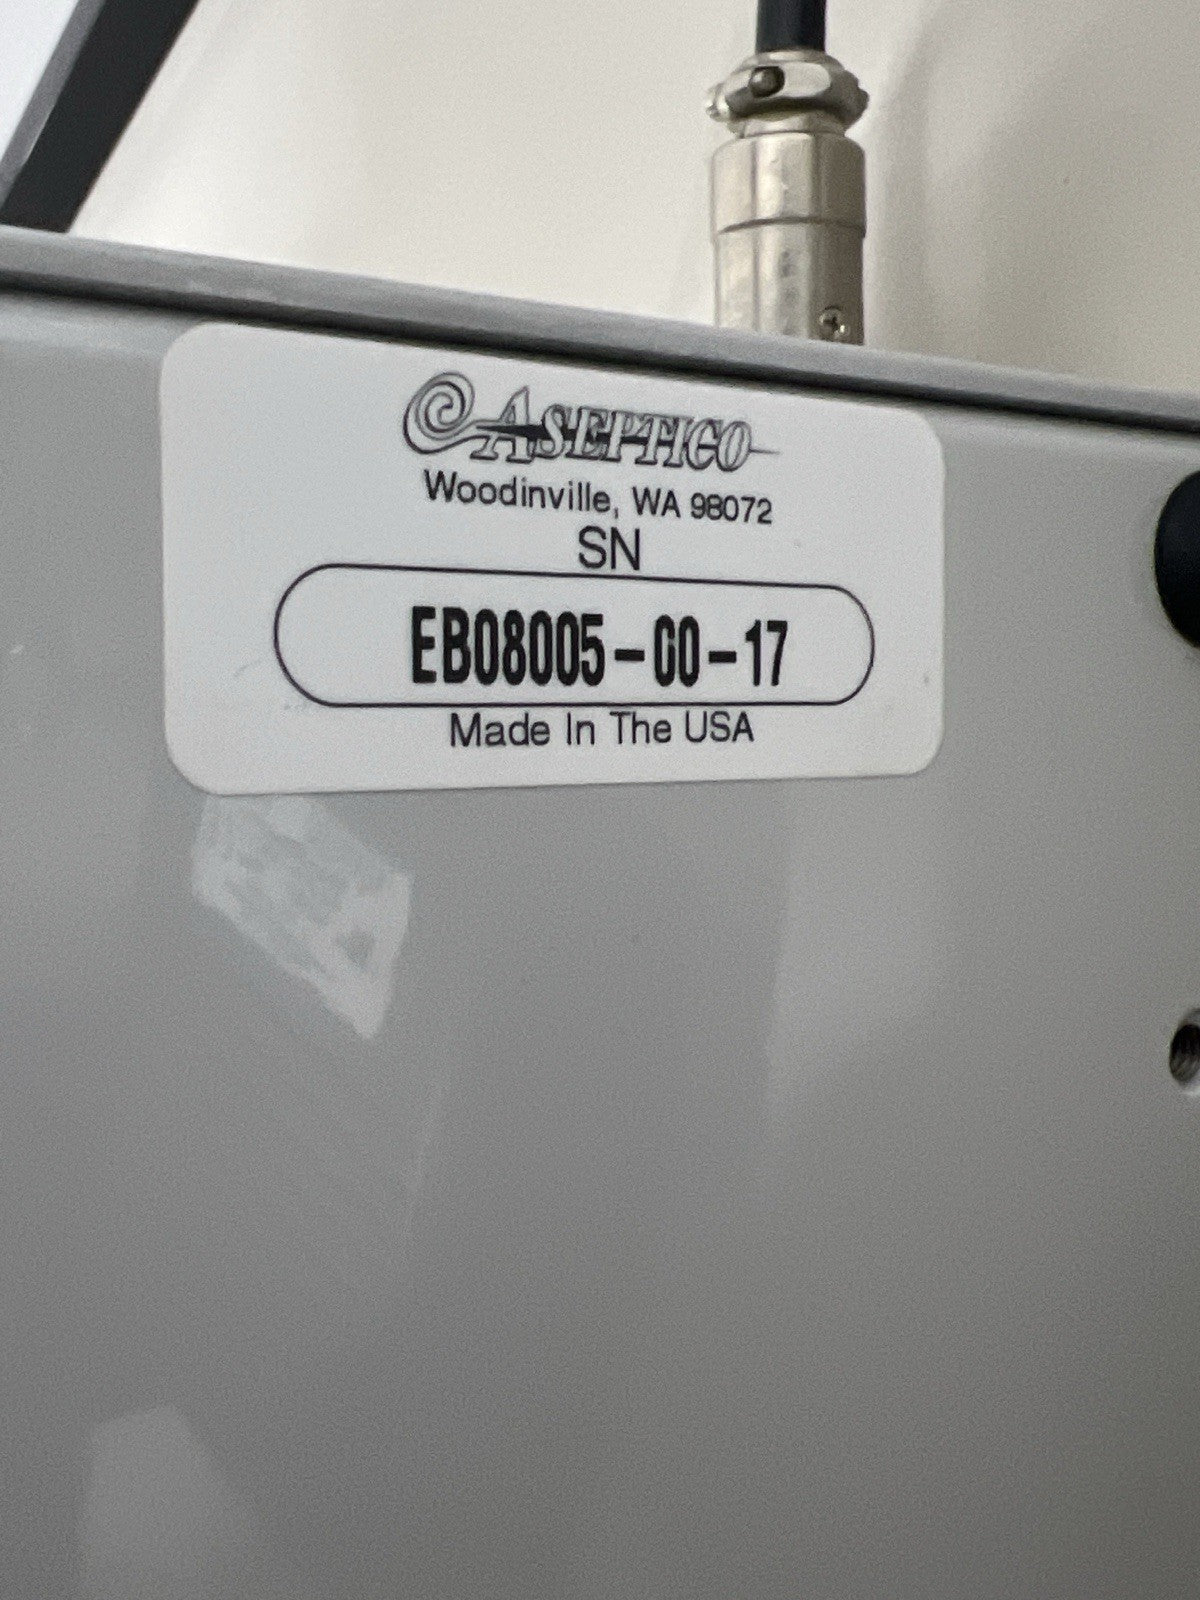 ASEPTICO
Woodinville, WA 98072
SN
EB08005-00-17
Made In The USA